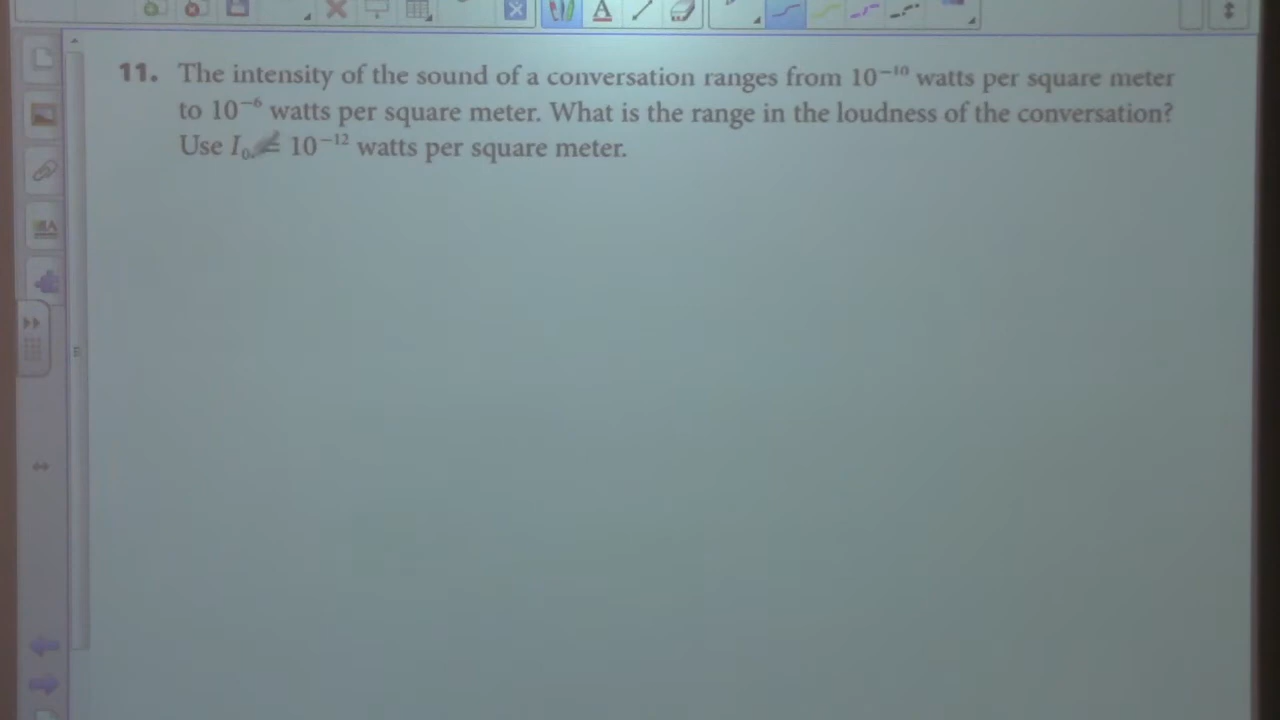 11. The intensity of the sound of a conversation ranges from 10⁻¹⁰ watts per square meter
to 10⁻⁶ watts per square meter. What is the range in the loudness of the conversation?
Use I₀ = 10⁻¹² watts per square meter.